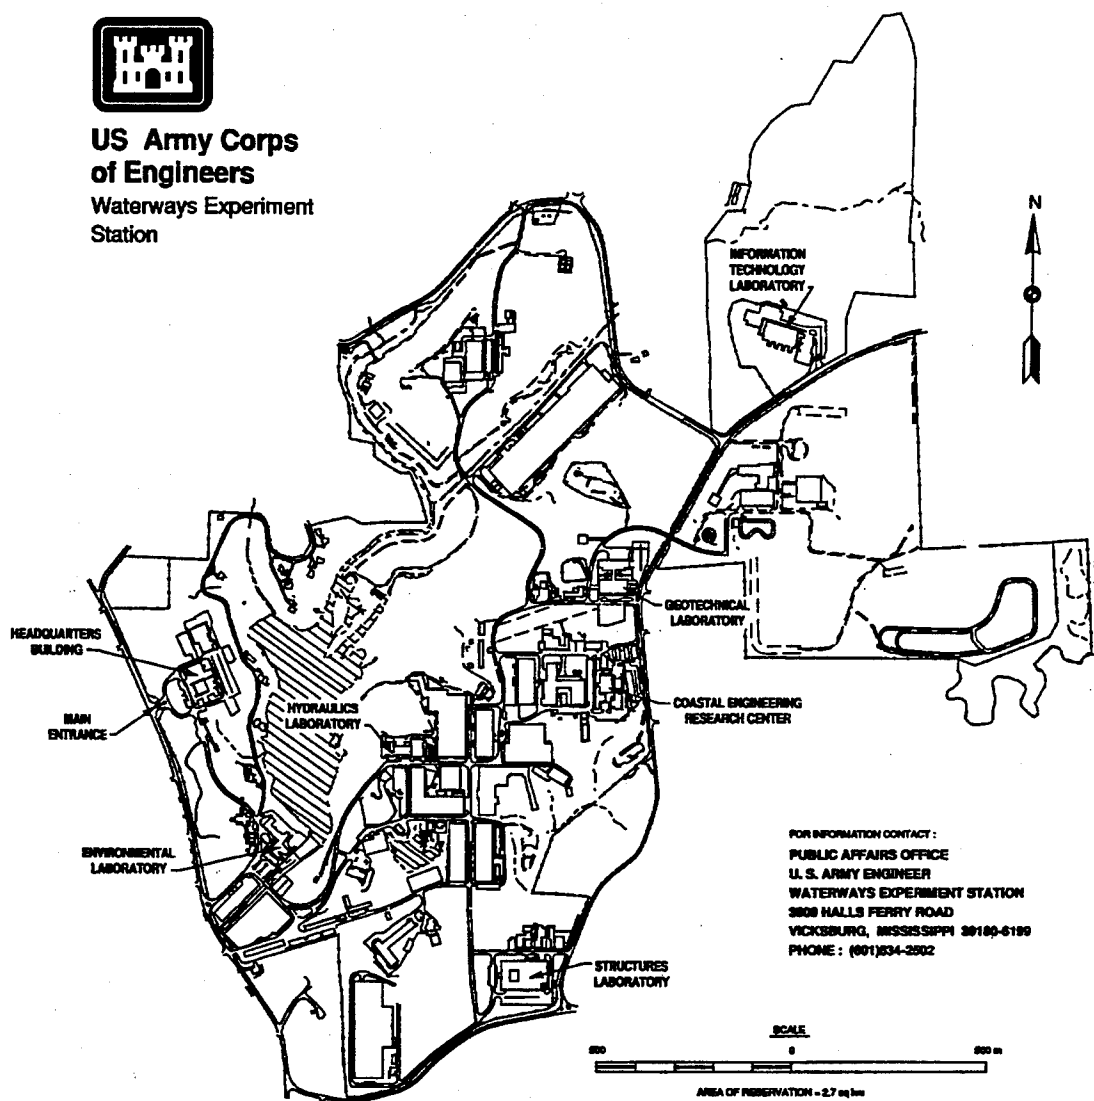 US Army Corps
of Engineers
Waterways Experiment
Station
N
INFORMATION
TECHNOLOGY
LABORATORY
GEOTECHNICAL
LABORATORY
HEADQUARTERS
BUILDING
MAIN
ENTRANCE
HYDRAULICS
LABORATORY
COASTAL ENGINEERING
RESEARCH CENTER
ENVIRONMENTAL
LABORATORY
STRUCTURES
LABORATORY
FOR INFORMATION CONTACT :
PUBLIC AFFAIRS OFFICE
U. S. ARMY ENGINEER
WATERWAYS EXPERIMENT STATION
3909 HALLS FERRY ROAD
VICKSBURG, MISSISSIPPI 39180-6199
PHONE : (601)634-2502
SCALE
500 0 500 m
AREA OF RESERVATION - 2.7 sq km